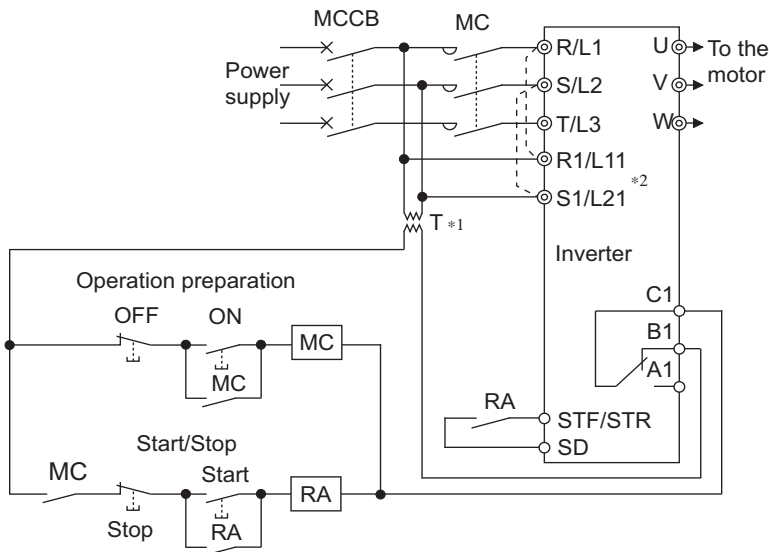 MCCB
MC
R/L1
U
To the
motor
Power
supply
S/L2
V
T/L3
W
R1/L11
*2
S1/L21
T *1
Inverter
Operation preparation
C1
OFF
ON
B1
MC
A1
MC
RA
STF/STR
Start/Stop
SD
MC
Start
RA
Stop
RA